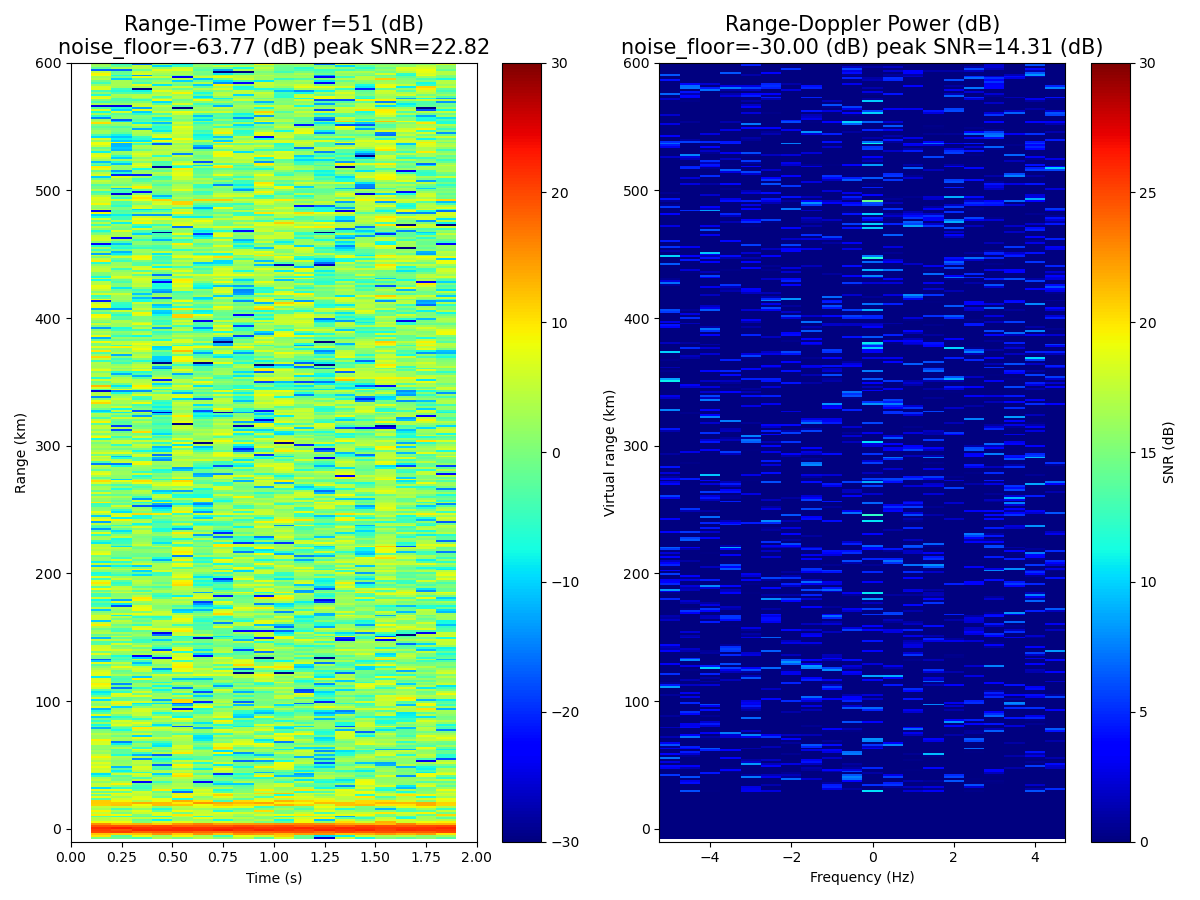 Range-Time Power f=51 (dB)
noise_floor=-63.77 (dB) peak SNR=22.82
Range-Doppler Power (dB)
noise_floor=-30.00 (dB) peak SNR=14.31 (dB)
600
500
400
300
200
100
0
Range (km)
0.00 0.25 0.50 0.75 1.00 1.25 1.50 1.75 2.00
Time (s)
30
20
10
0
−10
−20
−30
600
500
400
300
200
100
0
Virtual range (km)
−4 −2 0 2 4
Frequency (Hz)
30
25
20
15
10
5
0
SNR (dB)